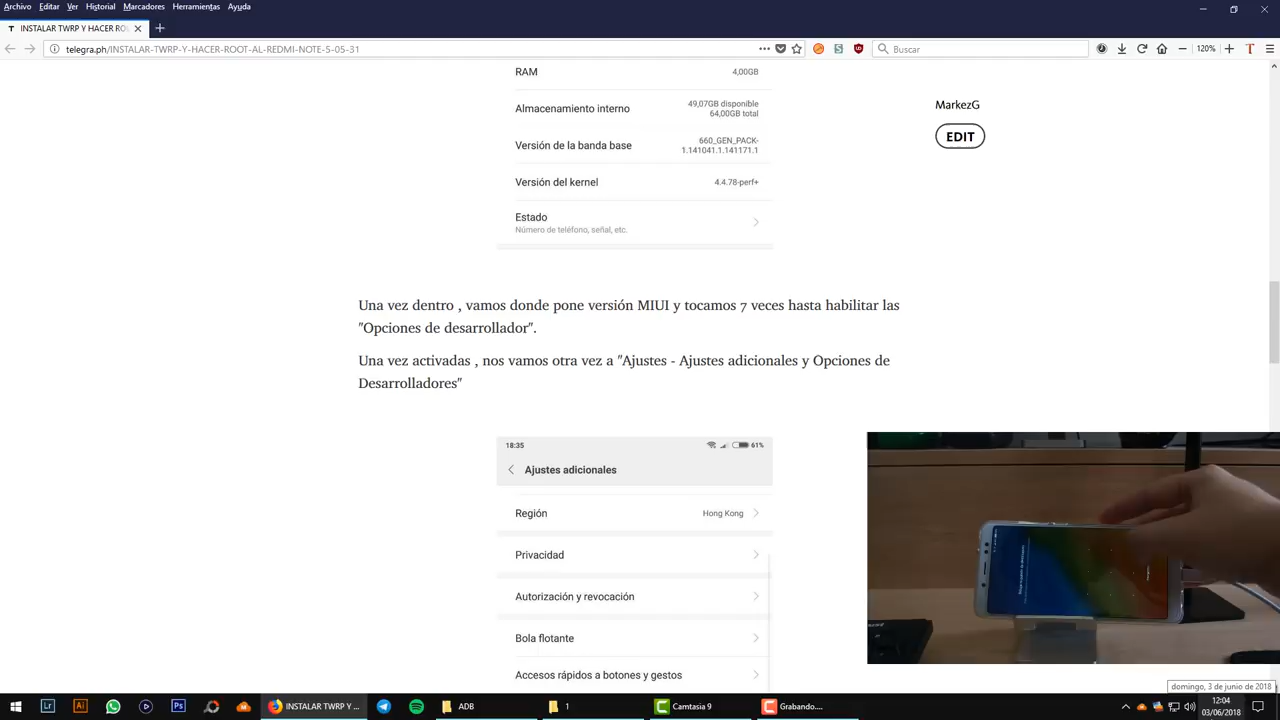 Archivo Editar Ver Historial Marcadores Herramientas Ayuda
INSTALAR TWRP Y HACER ROO
telegra.ph/INSTALAR-TWRP-Y-HACER-ROOT-AL-REDMI-NOTE-5-05-31
Buscar
120%
RAM 4,00GB
Almacenamiento interno 49,07GB disponible
64,00GB total
Versión de la banda base 660_GEN_PACK-
1.141041.1.141171.1
Versión del kernel 4.4.78-perf+
Estado
Número de teléfono, señal, etc.
MarkezG
EDIT
Una vez dentro , vamos donde pone versión MIUI y tocamos 7 veces hasta habilitar las
"Opciones de desarrollador".
Una vez activadas , nos vamos otra vez a "Ajustes - Ajustes adicionales y Opciones de
Desarrolladores"
18:35 61%
Ajustes adicionales
Región Hong Kong
Privacidad
Autorización y revocación
Bola flotante
Accesos rápidos a botones y gestos
domingo, 3 de junio de 2018
INSTALAR TWRP Y ... ADB 1 Camtasia 9 Grabando....
12:04
03/06/2018